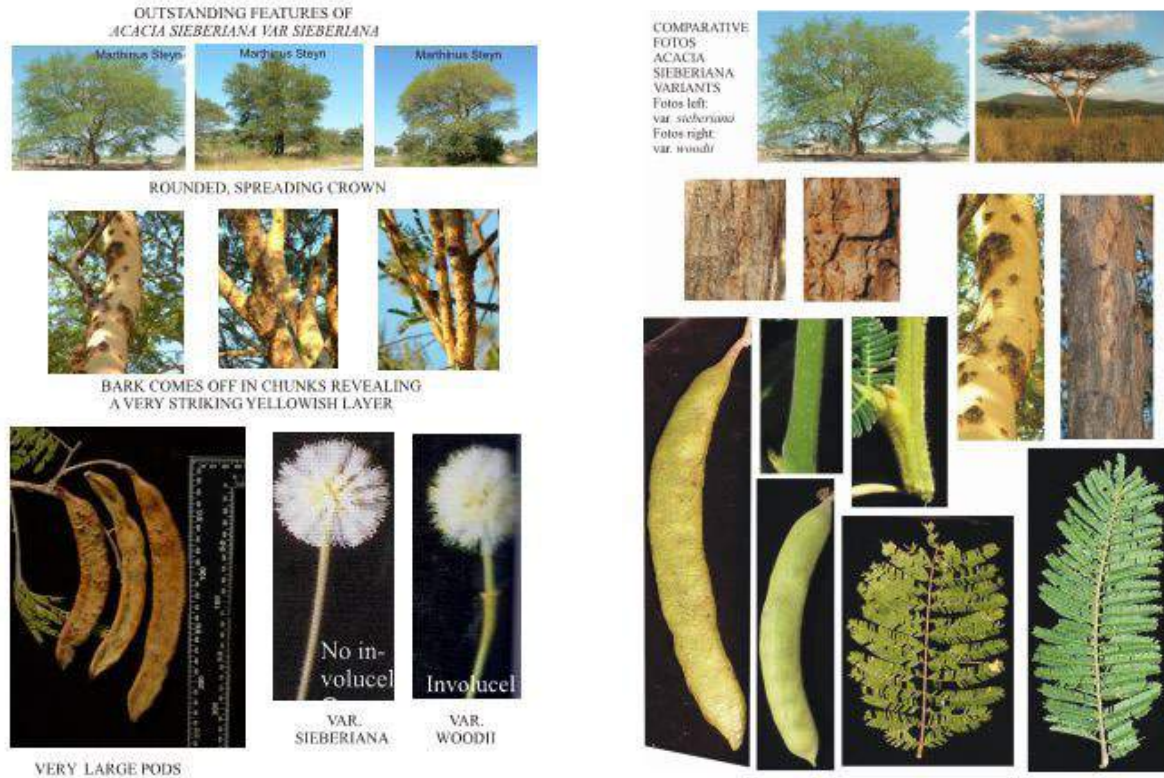 OUTSTANDING FEATURES OF
ACACIA SIEBERIANA VAR SIEBERIANA
Marthinus Steyn
Marthinus Steyn
Marthinus Steyn
ROUNDED, SPREADING CROWN
BARK COMES OFF IN CHUNKS REVEALING
A VERY STRIKING YELLOWISH LAYER
No in-
volucel
Involucel
VAR.
SIEBERIANA
VAR.
WOODII
VERY LARGE PODS
COMPARATIVE
FOTOS
ACACIA
SIEBERIANA
VARIANTS
Fotos left:
var. sieberiana
Fotos right:
var. woodii